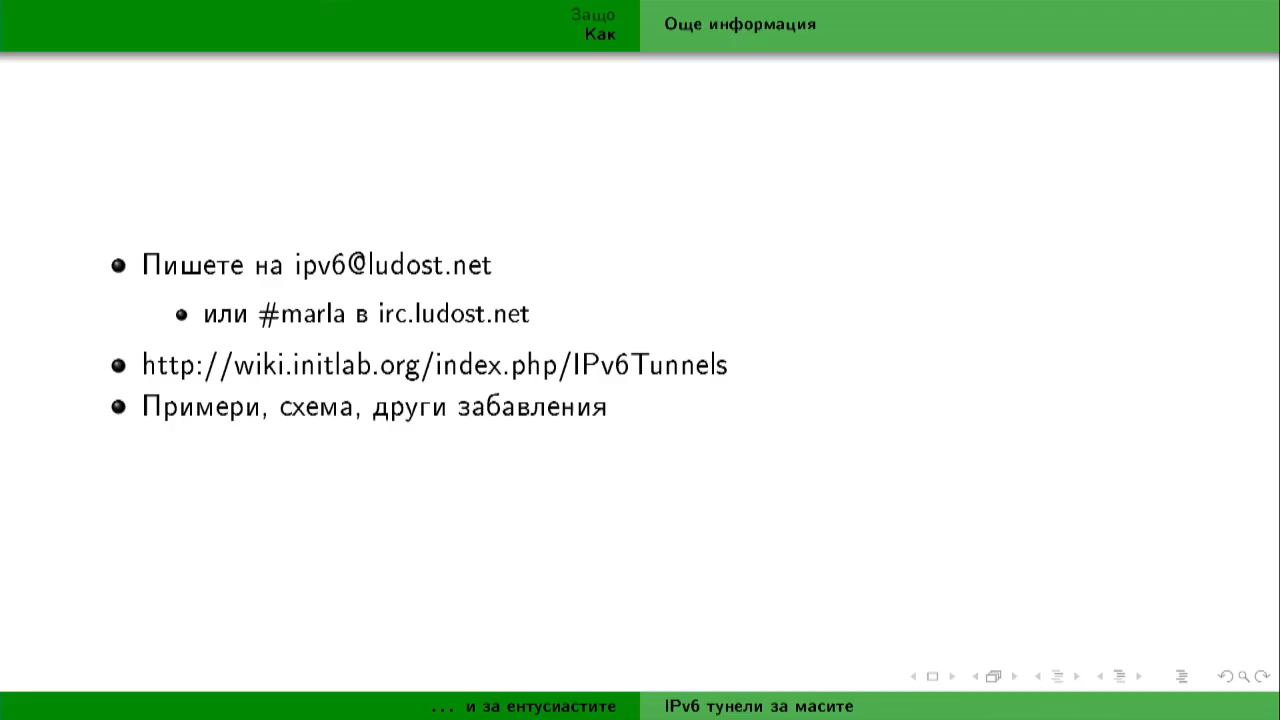 Защо
Как
Още информация
Пишете на ipv6@ludost.net
или #marla в irc.ludost.net
http://wiki.initlab.org/index.php/IPv6Tunnels
Примери, схема, други забавления
... и за ентусиастите
IPv6 тунели за масите